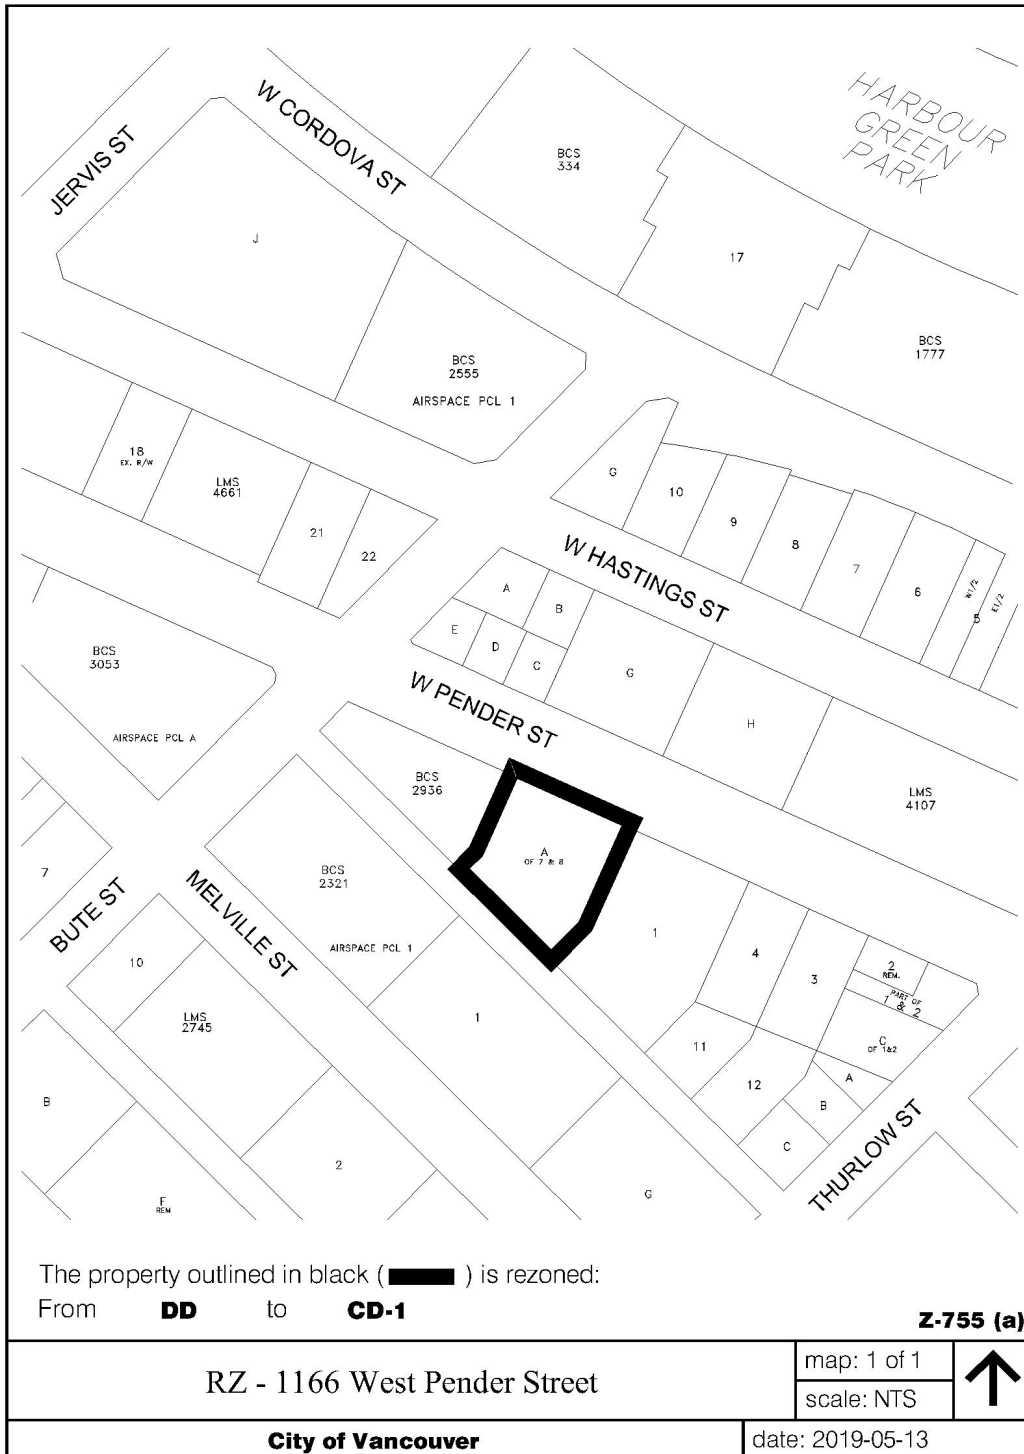 HARBOUR
GREEN
PARK
W CORDOVA ST
JERVIS ST
BCS
334
J
17
BCS
1777
BCS
2555
AIRSPACE PCL 1
18
EX. R/W
LMS
4661
21
22
G
10
9
8
7
6
W1/2
5
E1/2
W HASTINGS ST
A
B
E
D
C
G
H
LMS
4107
BCS
3053
AIRSPACE PCL A
W PENDER ST
BCS
2936
A
OF 7 & 8
7
BCS
2321
AIRSPACE PCL 1
BUTE ST
MELVILLE ST
10
LMS
2745
1
1
4
3
2
REM.
PART OF
1 & 2
C
OF 1&2
11
12
A
B
C
THURLOW ST
B
2
F
REM
G
The property outlined in black ( ) is rezoned:
From DD to CD-1
Z-755 (a)
RZ - 1166 West Pender Street
map: 1 of 1
scale: NTS
City of Vancouver
date: 2019-05-13